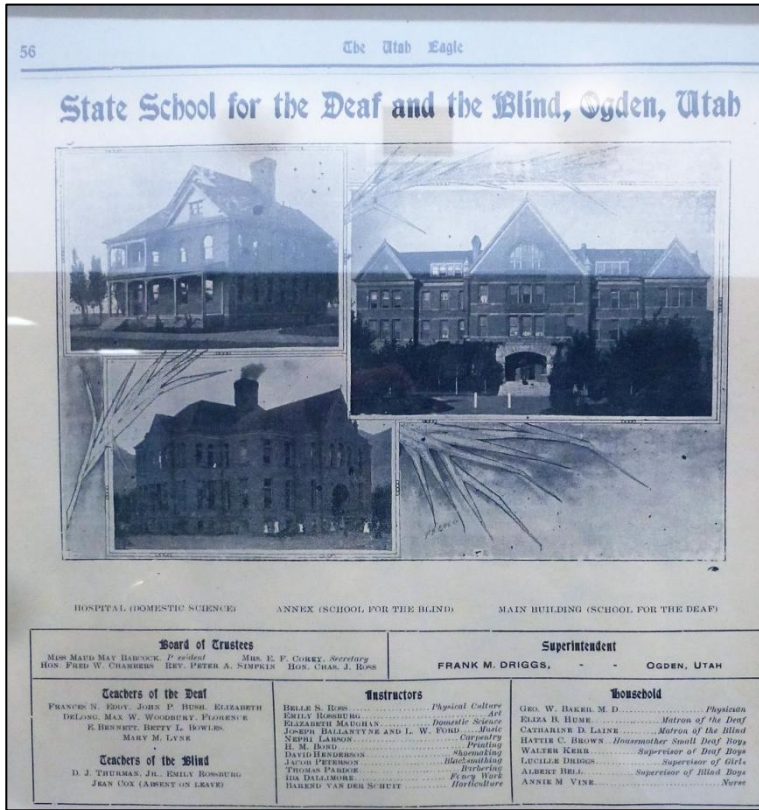 56
The Utah Eagle
State School for the Deaf and the Blind, Ogden, Utah
HOSPITAL (DOMESTIC SCIENCE) ANNEX (SCHOOL FOR THE BLIND) MAIN BUILDING (SCHOOL FOR THE DEAF)
Board of Trustees
MISS MAUD MAY BABCOCK, President MRS. E. F. COREY, Secretary
HON. FRED W. CHAMBERS REV. PETER A. SIMPKIN HON. CHAS. J. ROSS
Superintendent
FRANK M. DRIGGS, - - OGDEN, UTAH
Teachers of the Deaf
FRANCES N. EDDY, JOHN P. BUSH, ELIZABETH
DELONG, MAX W. WOODBURY, FLORENCE
E. BENNETT, BETTY L. BOWLES,
MARY M. LYNE
Teachers of the Blind
D. J. THURMAN, JR., EMILY ROSSBURG
JEAN COX (ABSENT ON LEAVE)
Instructors
BELLE S. ROSS Physical Culture
EMILY ROSSBURG Art
ELIZABETH MAUGHAN Domestic Science
JOSEPH BALLANTYNE AND L. W. FORD Music
NEPHI LARSON Carpentry
H. M. BOND Printing
DAVID HENDERSON Shoemaking
JACOB PETERSON Blacksmithing
THOMAS PARDOE Barbering
IDA DALLIMORE Fancy Work
BAREND VAN DER SCHUIT Horticulture
Household
GEO. W. BAKER, M. D. Physician
ELIZA B. HUME Matron of the Deaf
CATHARINE D. LAINE Matron of the Blind
HATTIE C. BROWN Housemother Small Deaf Boys
WALTER KERR Supervisor of Deaf Boys
LUCILLE DRIGGS Supervisor of Girls
ALBERT BELL Supervisor of Blind Boys
ANNIE M. VINE Nurse